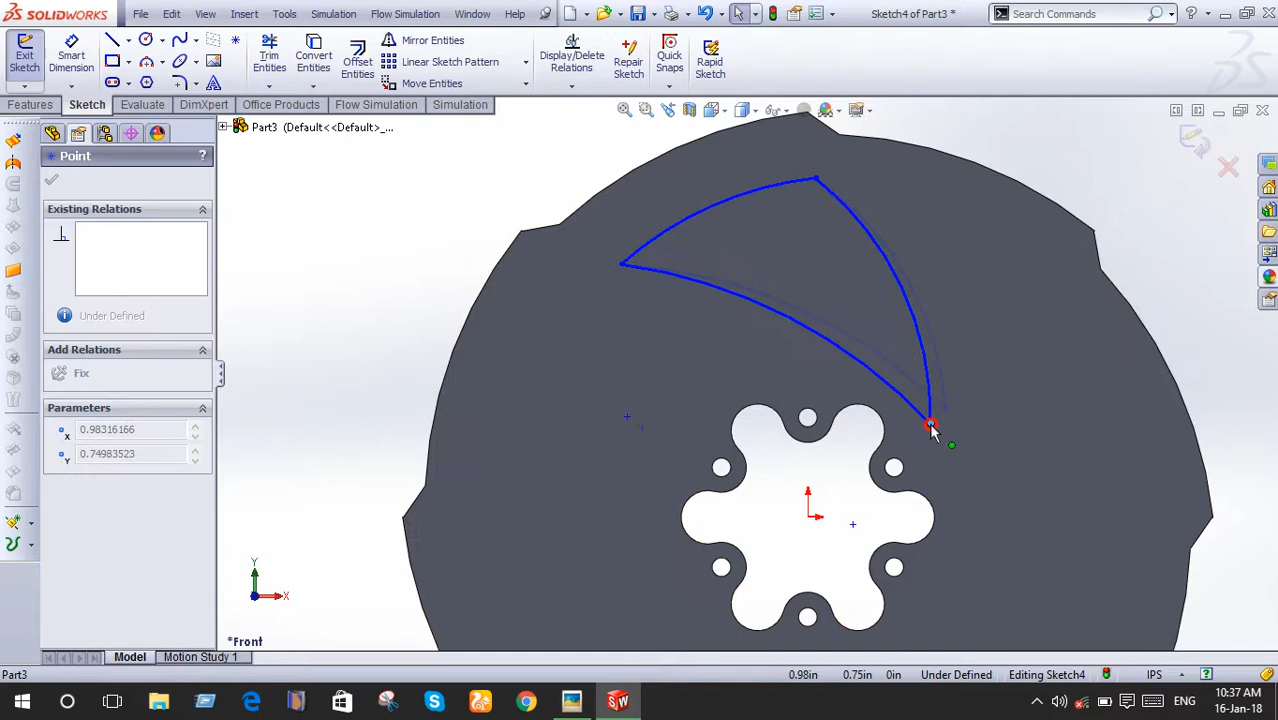 SOLIDWORKS File Edit View Insert Tools Simulation Flow Simulation Window Help Sketch4 of Part3 * Search Commands
Exit Sketch Smart Dimension Trim Entities Convert Entities Offset Entities Mirror Entities Linear Sketch Pattern Move Entities Display/Delete Relations Repair Sketch Quick Snaps Rapid Sketch
Features Sketch Evaluate DimXpert Office Products Flow Simulation Simulation
Part3 (Default<<Default>_...
Point ?
Existing Relations
Under Defined
Add Relations
Fix
Parameters
X 0.98316166
Y 0.74983523
Y
X
*Front
Model Motion Study 1
Part3 0.98in 0.75in 0in Under Defined Editing Sketch4 IPS
ENG 10:37 AM
16-Jan-18